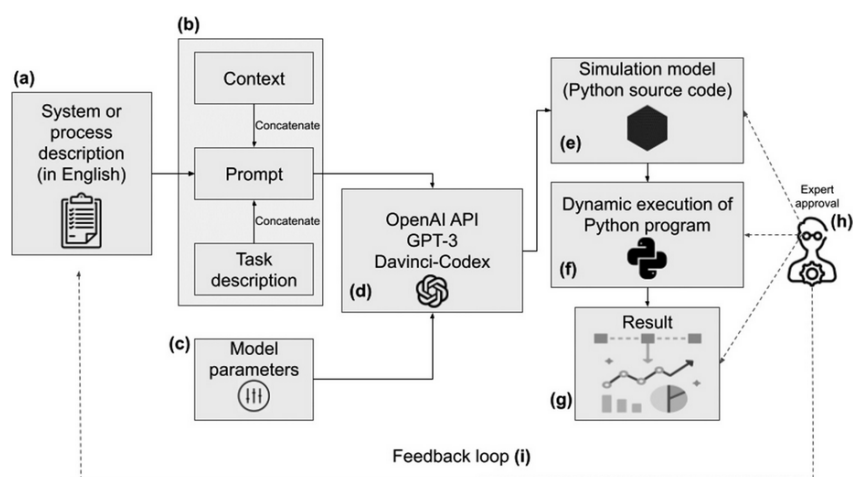 (a)
System or
process
description
(in English)
(b)
Context
Concatenate
Prompt
Concatenate
Task
description
(c)
Model
parameters
OpenAI API
GPT-3
Davinci-Codex
(d)
Simulation model
(Python source code)
(e)
Dynamic execution of
Python program
(f)
Result
(g)
Expert
approval
(h)
Feedback loop (i)